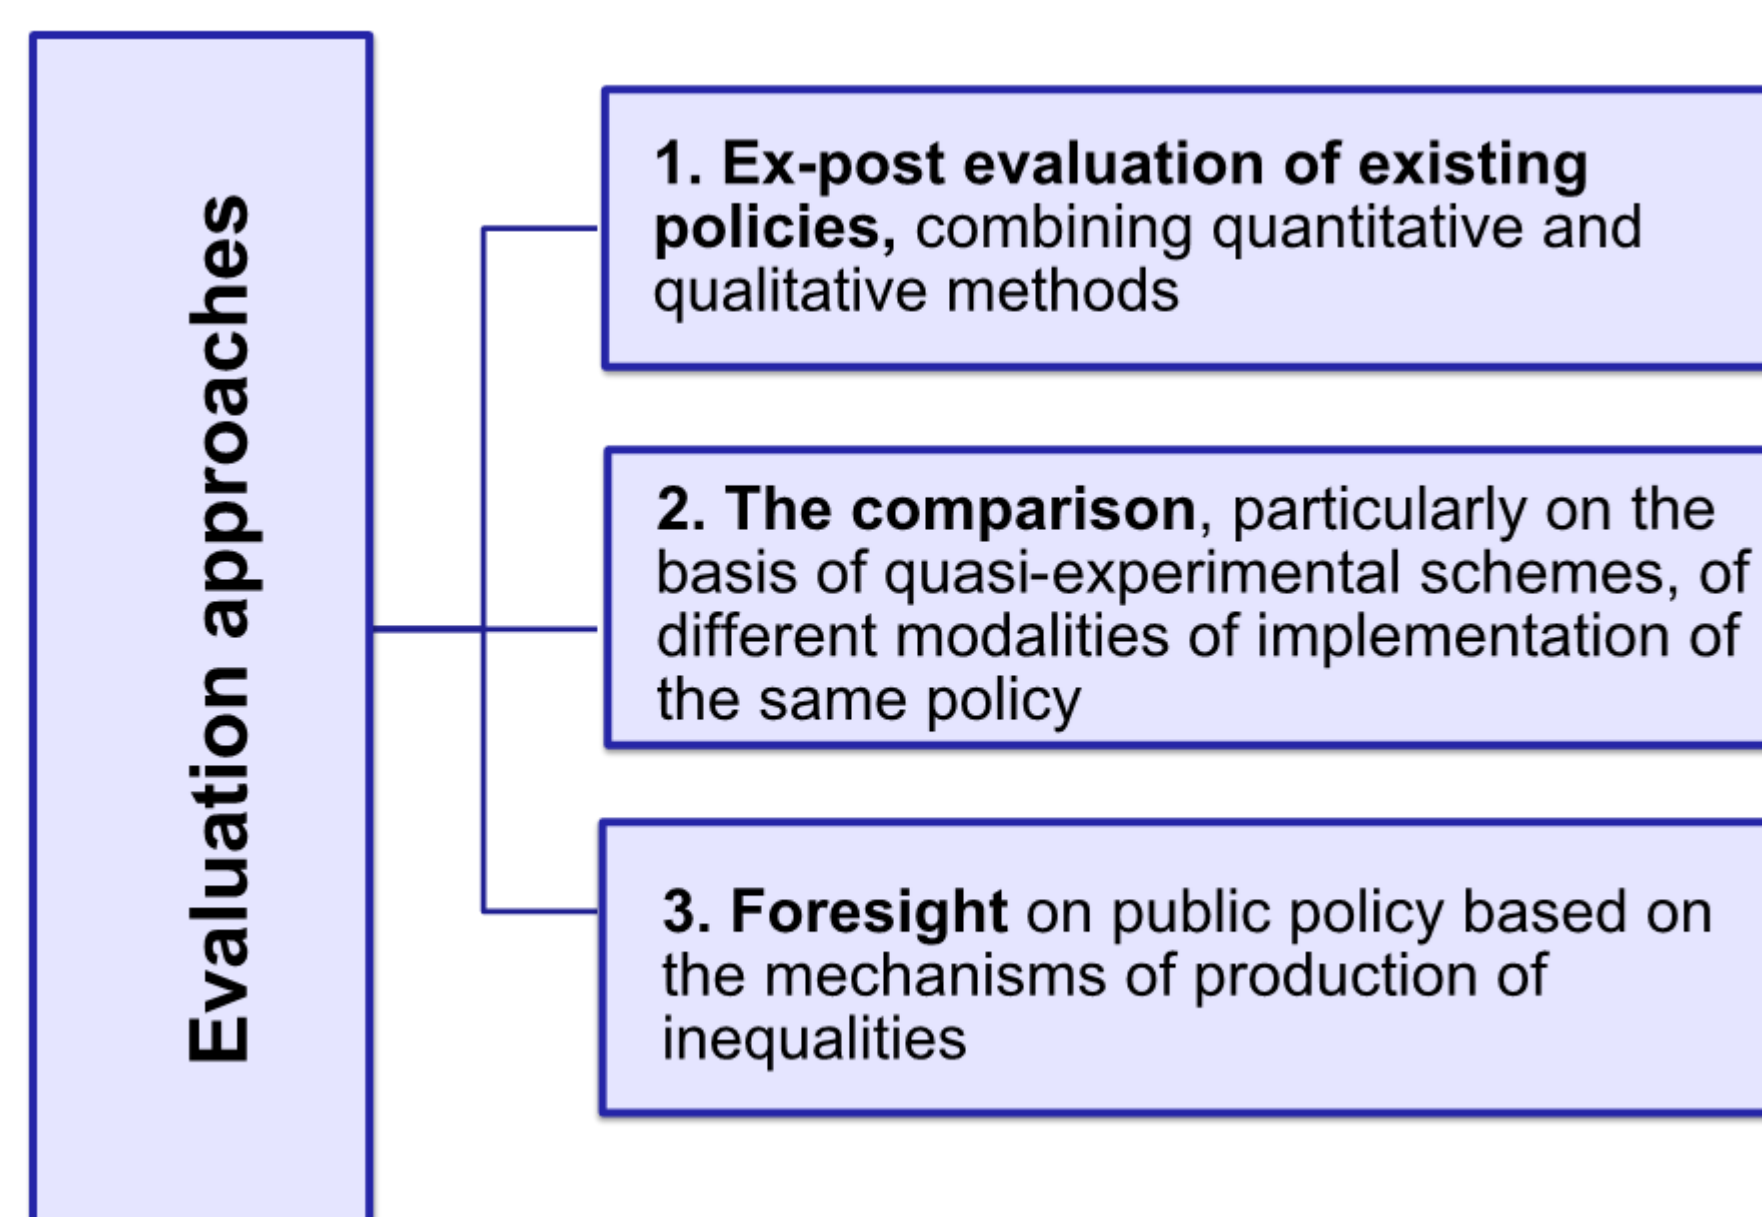 Evaluation approaches
1. Ex-post evaluation of existing
policies, combining quantitative and
qualitative methods
2. The comparison, particularly on the
basis of quasi-experimental schemes, of
different modalities of implementation of
the same policy
3. Foresight on public policy based on
the mechanisms of production of
inequalities